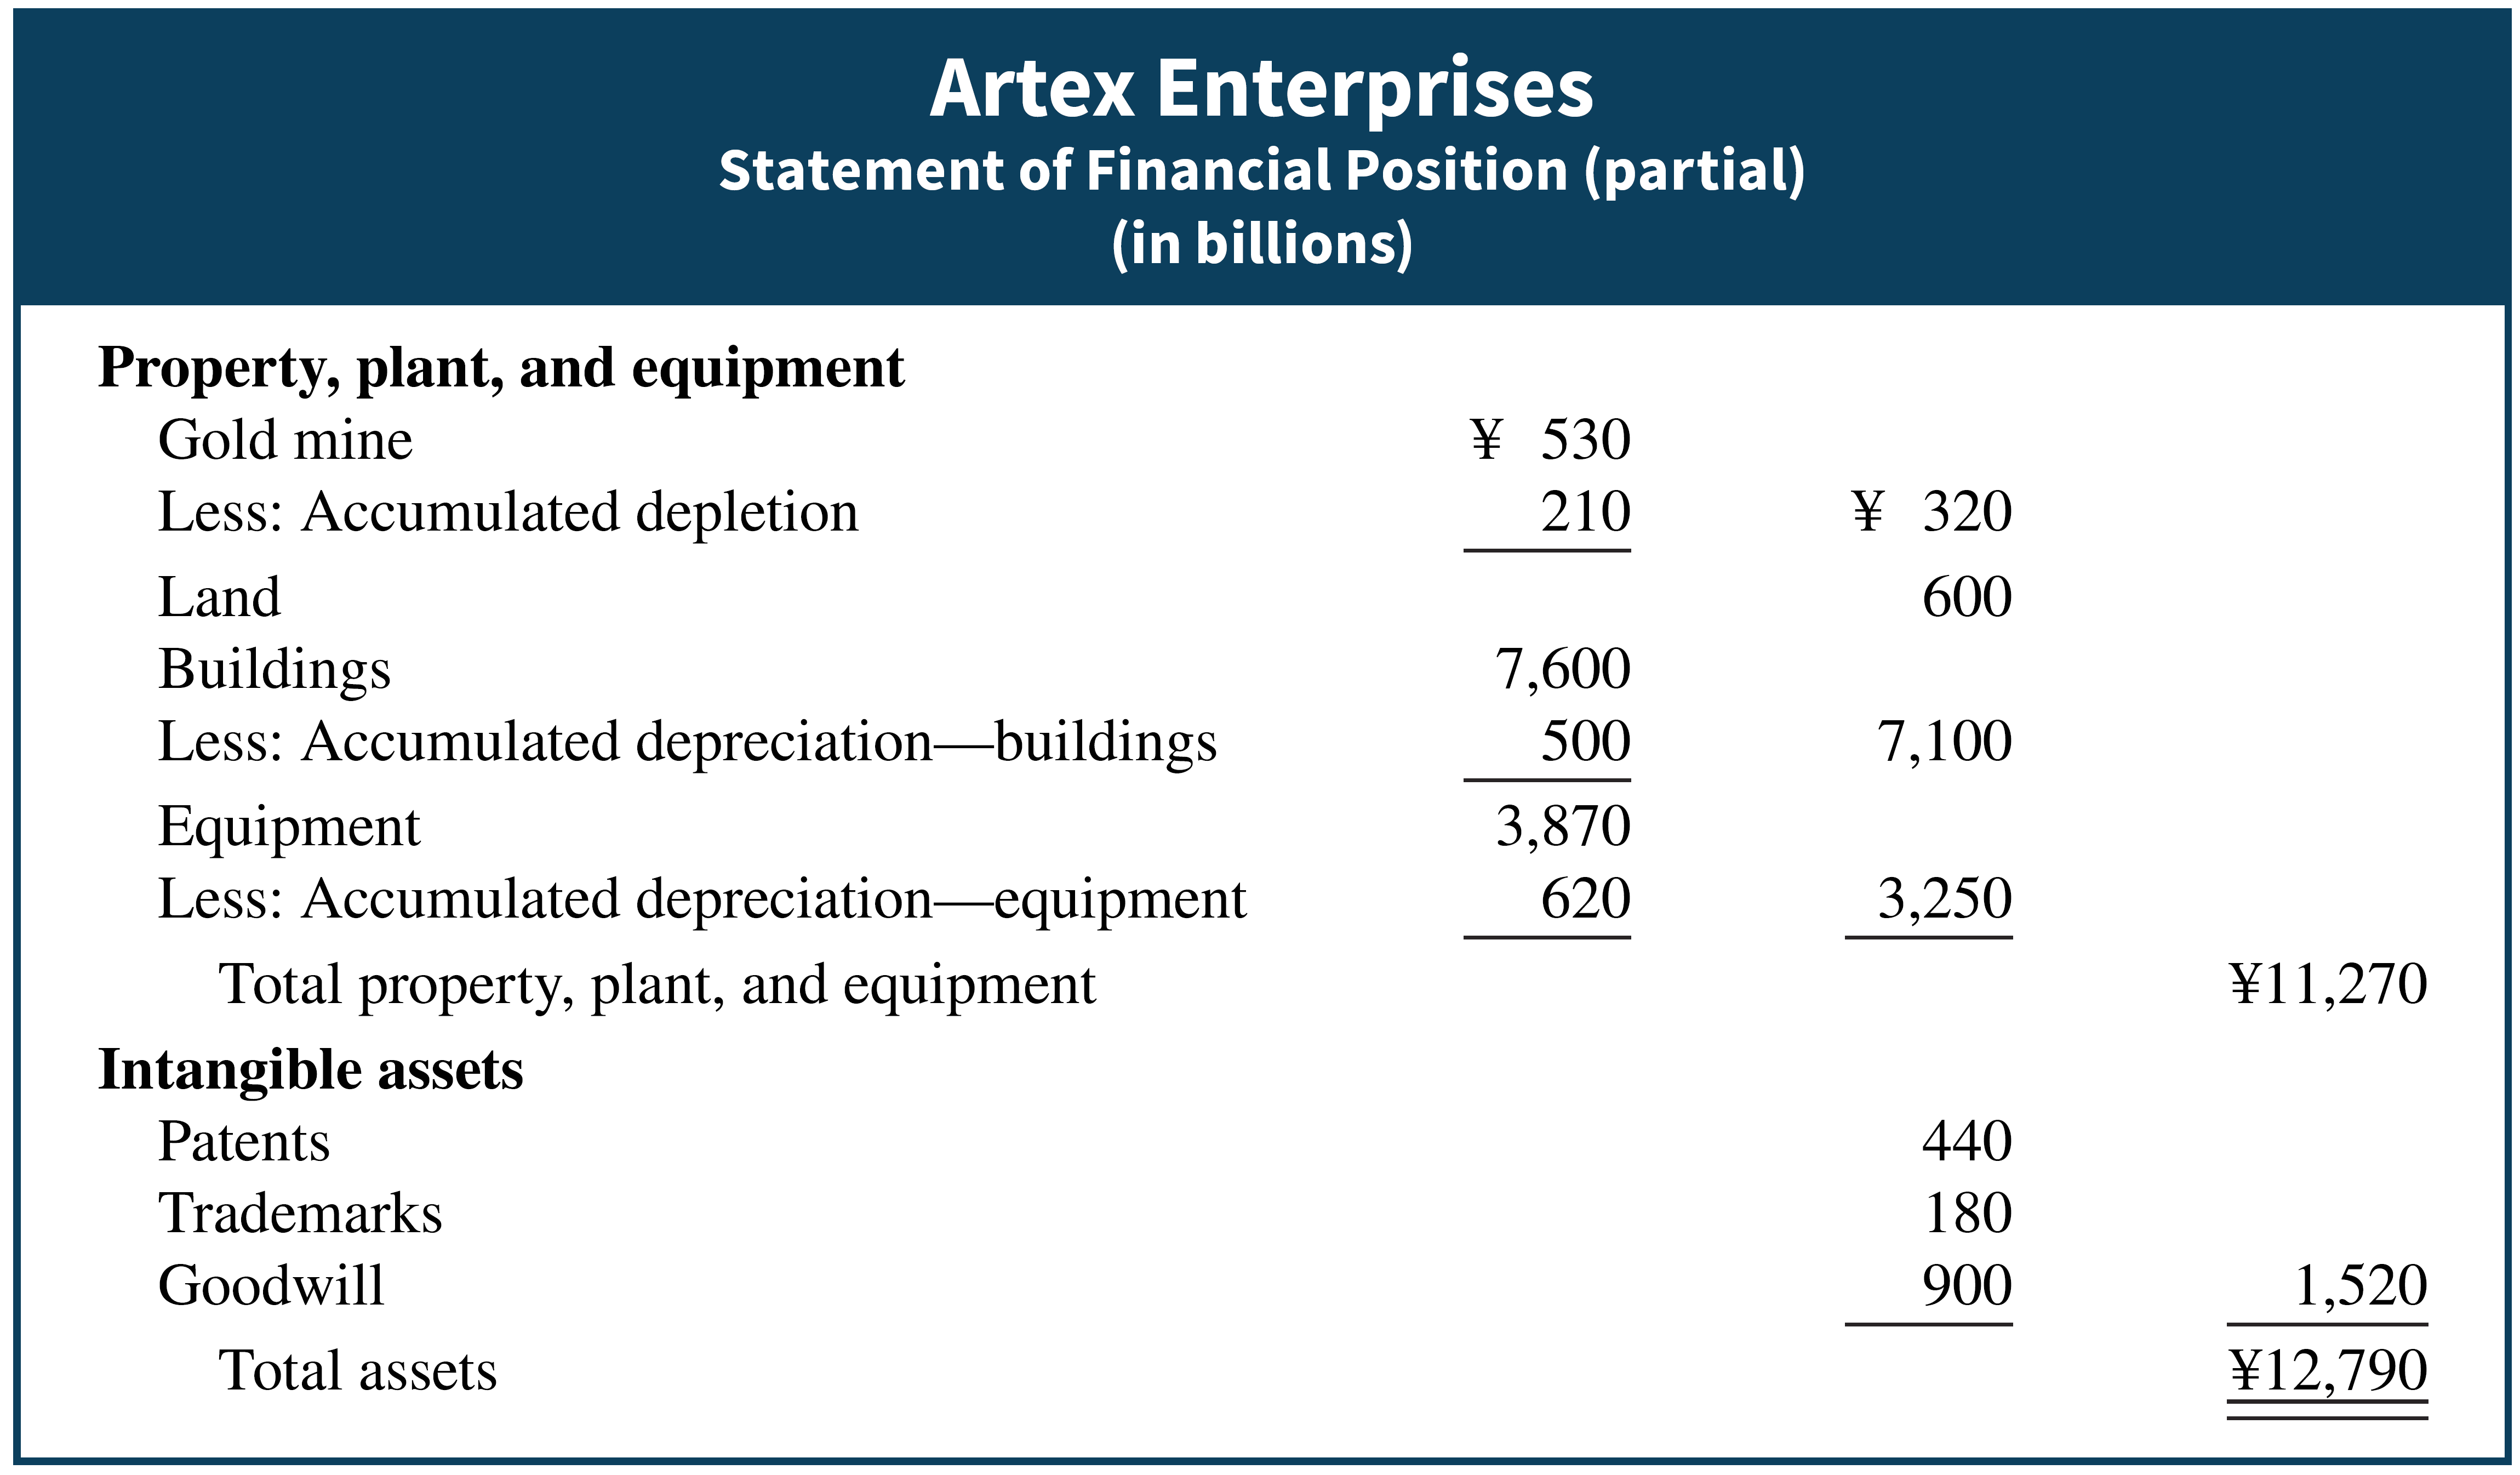 Artex Enterprises
Statement of Financial Position (partial)
(in billions)
Property, plant, and equipment
Gold mine ¥ 530
Less: Accumulated depletion 210 ¥ 320
Land 600
Buildings 7,600
Less: Accumulated depreciation—buildings 500 7,100
Equipment 3,870
Less: Accumulated depreciation—equipment 620 3,250
Total property, plant, and equipment ¥11,270
Intangible assets
Patents 440
Trademarks 180
Goodwill 900 1,520
Total assets ¥12,790